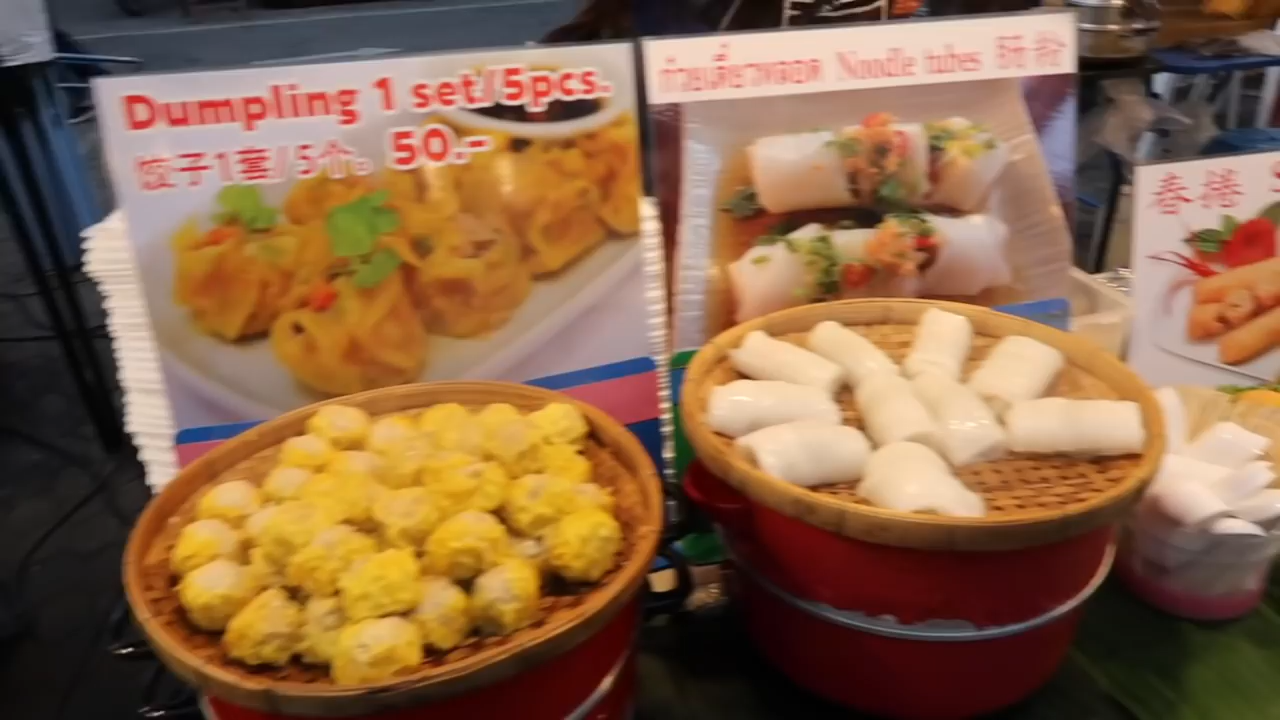 Dumpling 1 set/5pcs.
饺子1套/5个。 50.-
ก๋วยเตี๋ยวหลอด Noodle tubes 肠粉
春捲